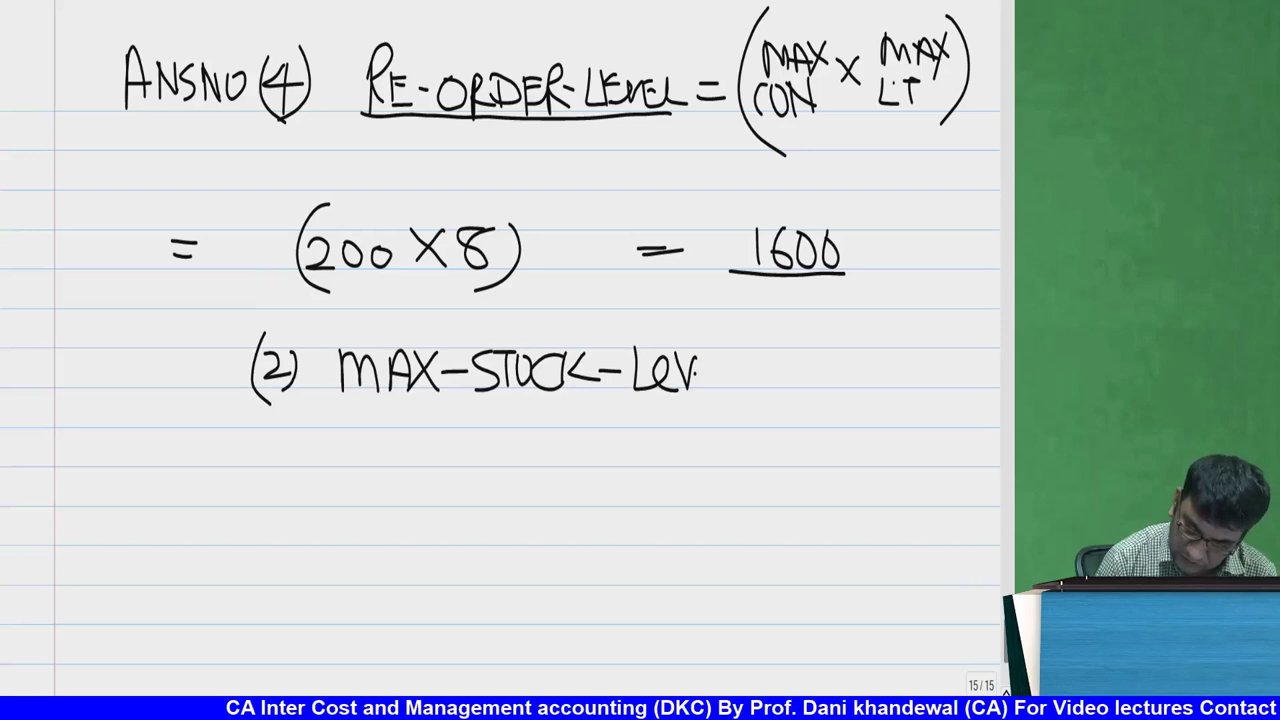 ANSNO (4) RE-ORDER-LEVEL = (MAX CON X MAX LT)
= (200 X 8) = 1600
(2) MAX-STOCK-LEV
15/15
CA Inter Cost and Management accounting (DKC) By Prof. Dani khandewal (CA) For Video lectures Contact